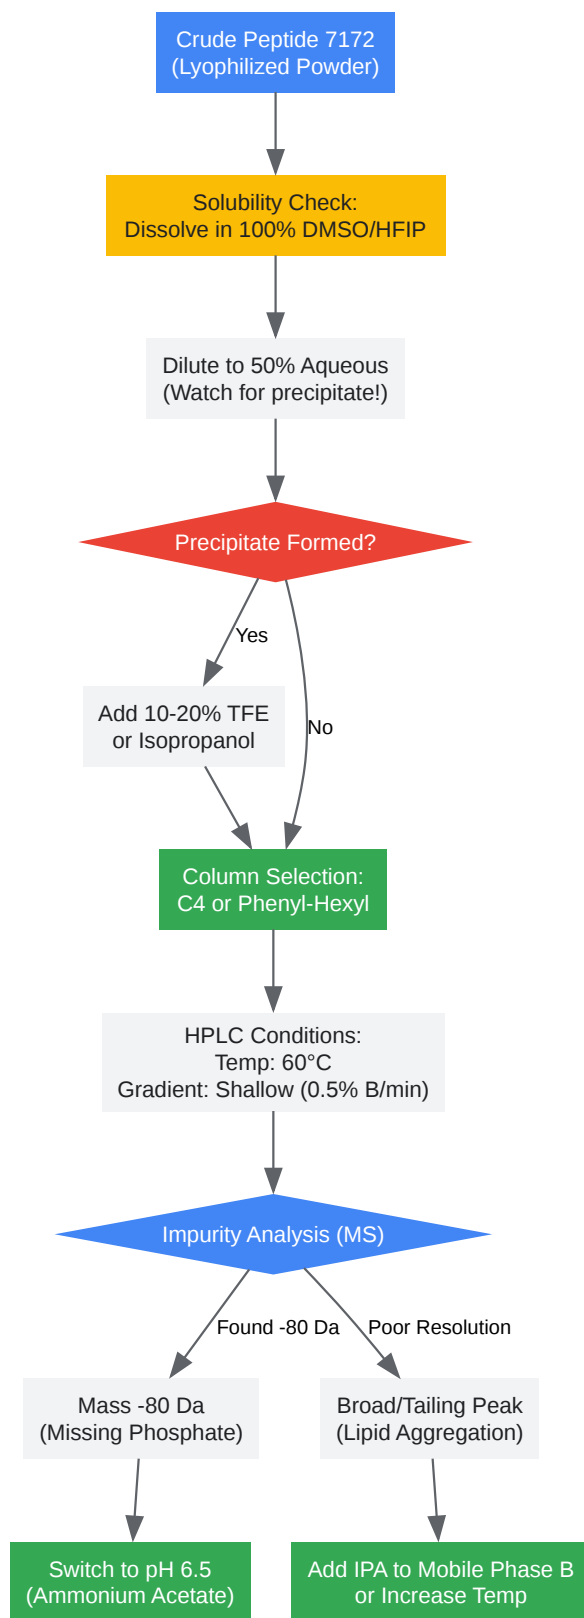 Crude Peptide 7172
(Lyophilized Powder)
Solubility Check:
Dissolve in 100% DMSO/HFIP
Dilute to 50% Aqueous
(Watch for precipitate!)
Precipitate Formed?
Yes
Add 10-20% TFE
or Isopropanol
No
Column Selection:
C4 or Phenyl-Hexyl
HPLC Conditions:
Temp: 60°C
Gradient: Shallow (0.5% B/min)
Impurity Analysis (MS)
Found -80 Da
Poor Resolution
Mass -80 Da
(Missing Phosphate)
Broad/Tailing Peak
(Lipid Aggregation)
Switch to pH 6.5
(Ammonium Acetate)
Add IPA to Mobile Phase B
or Increase Temp